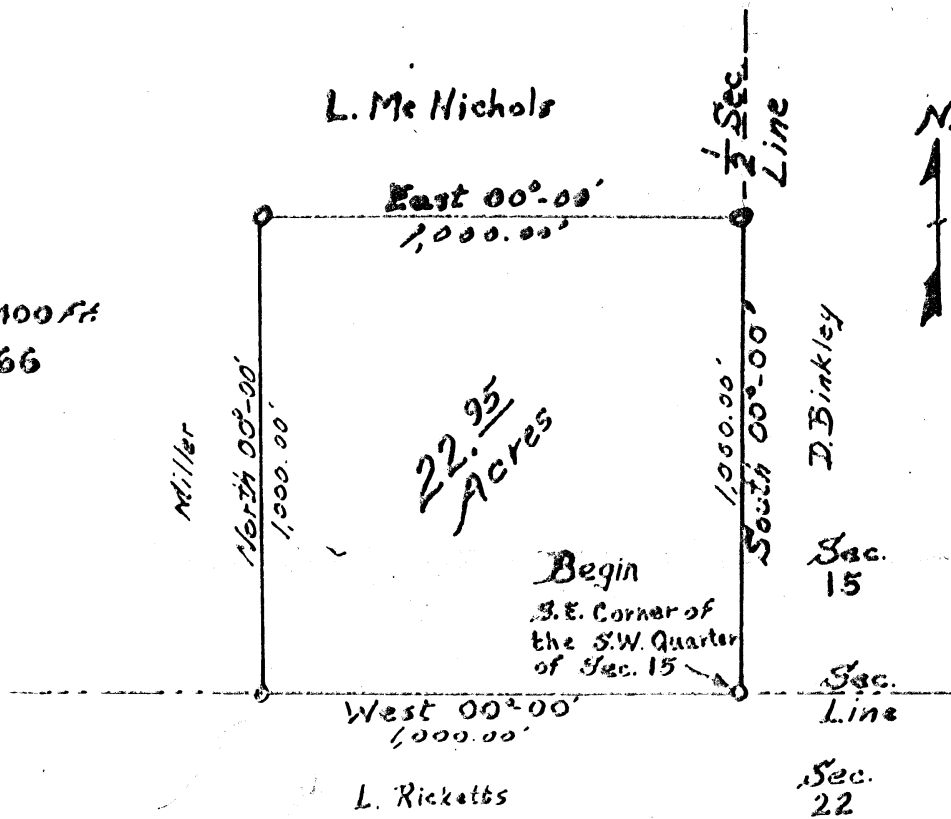 L. Mc Nichols
1/2 Sec.
Line
N.
East 00°-00'
1,000.00'
100 Ft.
66
Miller
North 00°-00'
1,000.00'
22.95
Acres
1,000.00'
South 00°-00'
D. Binkley
Begin
S.E. Corner of
the S.W. Quarter
of Sec. 15
Sec.
15
Sec.
Line
West 00°-00'
1,000.00'
L. Ricketts
Sec.
22